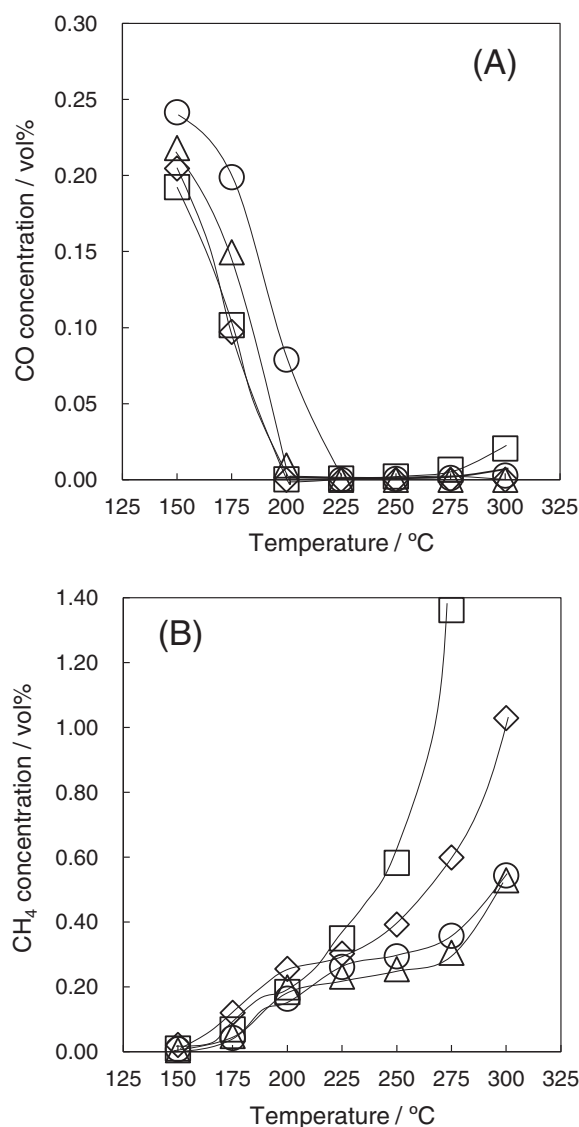 (A)
CO concentration / vol%
0.30
0.25
0.20
0.15
0.10
0.05
0.00
125 150 175 200 225 250 275 300 325
Temperature / ºC
(B)
CH4 concentration / vol%
1.40
1.20
1.00
0.80
0.60
0.40
0.20
0.00
125 150 175 200 225 250 275 300 325
Temperature / ºC